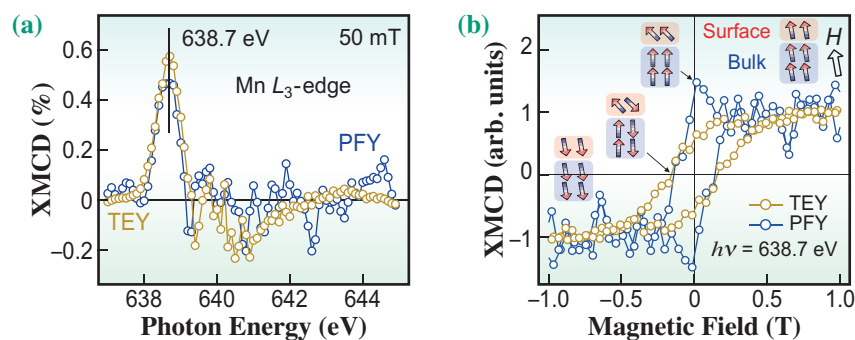 (a)
0.6
0.4
0.2
0
−0.2
XMCD (%)
638.7 eV
50 mT
Mn L3-edge
PFY
TEY
638
640
642
644
Photon Energy (eV)
(b)
2
1
0
−1
XMCD (arb. units)
Surface
Bulk
H
TEY
PFY
hν = 638.7 eV
−1.0
−0.5
0
0.5
1.0
Magnetic Field (T)